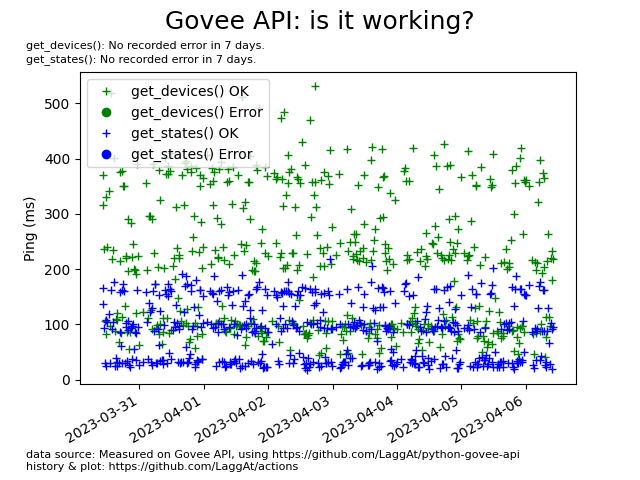 Govee API: is it working?
get_devices(): No recorded error in 7 days.
get_states(): No recorded error in 7 days.
get_devices() OK
get_devices() Error
get_states() OK
get_states() Error
Ping (ms)
500
400
300
200
100
0
2023-03-31
2023-04-01
2023-04-02
2023-04-03
2023-04-04
2023-04-05
2023-04-06
data source: Measured on Govee API, using https://github.com/LaggAt/python-govee-api
history & plot: https://github.com/LaggAt/actions